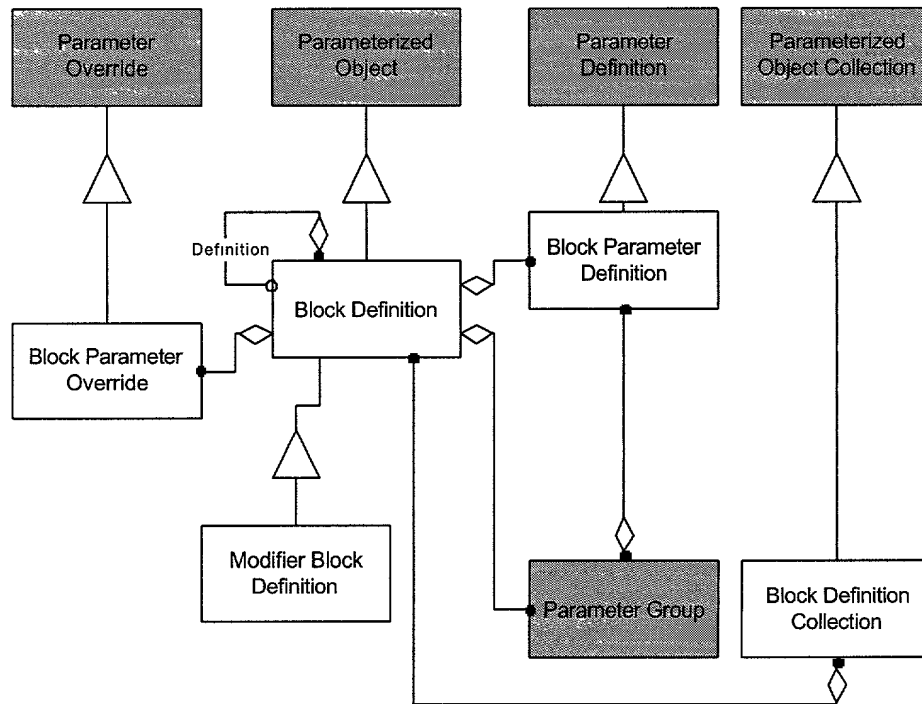 Parameter
Override
Parameterized
Object
Parameter
Definition
Parameterized
Object Collection
Definition
Block Parameter
Definition
Block Definition
Block Parameter
Override
Modifier Block
Definition
Parameter Group
Block Definition
Collection